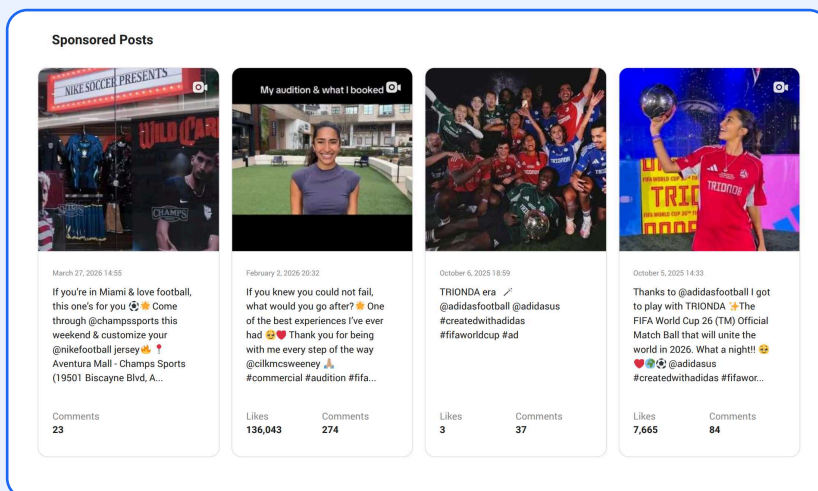 Sponsored Posts
NIKE SOCCER PRESENTS
WILD CARD
CHAMPS
March 27, 2026 14:55
If you're in Miami & love football,
this one's for you ⚽🌟 Come
through @champssports this
weekend & customize your
@nikefootball jersey🔥 📍
Aventura Mall - Champs Sports
(19501 Biscayne Blvd, A...
Comments
23
My audition & what I booked
February 2, 2026 20:32
If you knew you could not fail,
what would you go after?🌟 One
of the best experiences I've ever
had 🥹❤️ Thank you for being
with me every step of the way
@cilkmcsweeney 🙏🏼
#commercial #audition #fifa...
Likes
Comments
136,043
274
TRIONDA
October 6, 2025 18:59
TRIONDA era 🪄
@adidasfootball @adidasus
#createdwithadidas
#fifaworldcup #ad
Likes
Comments
3
37
FIFA WORLD CUP 26™
TRIONDA
October 5, 2025 14:33
Thanks to @adidasfootball I got
to play with TRIONDA ✨The
FIFA World Cup 26 (TM) Official
Match Ball that will unite the
world in 2026. What a night!! 🥹
❤️🌍⚽ @adidasus
#createdwithadidas #fifawor...
Likes
Comments
7,665
84